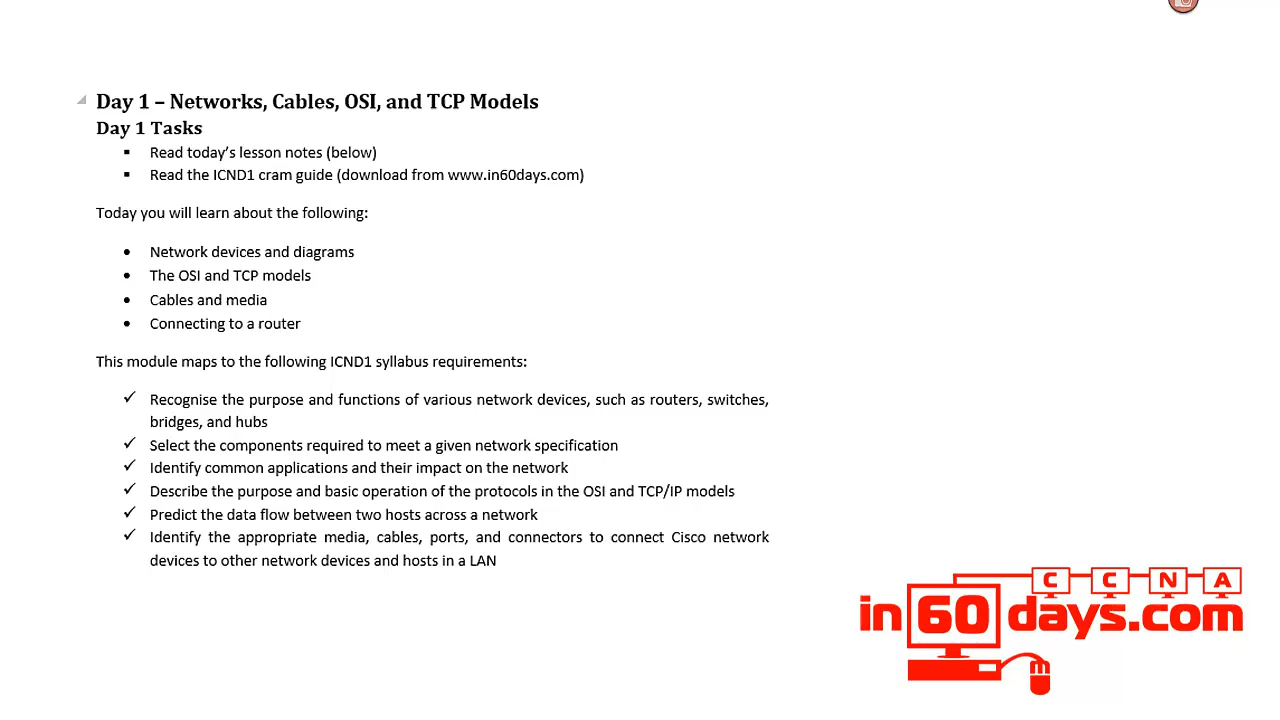 Day 1 – Networks, Cables, OSI, and TCP Models
Day 1 Tasks
▪ Read today’s lesson notes (below)
▪ Read the ICND1 cram guide (download from www.in60days.com)
Today you will learn about the following:
• Network devices and diagrams
• The OSI and TCP models
• Cables and media
• Connecting to a router
This module maps to the following ICND1 syllabus requirements:
✓ Recognise the purpose and functions of various network devices, such as routers, switches,
bridges, and hubs
✓ Select the components required to meet a given network specification
✓ Identify common applications and their impact on the network
✓ Describe the purpose and basic operation of the protocols in the OSI and TCP/IP models
✓ Predict the data flow between two hosts across a network
✓ Identify the appropriate media, cables, ports, and connectors to connect Cisco network
devices to other network devices and hosts in a LAN
C C N A
in 60 days.com